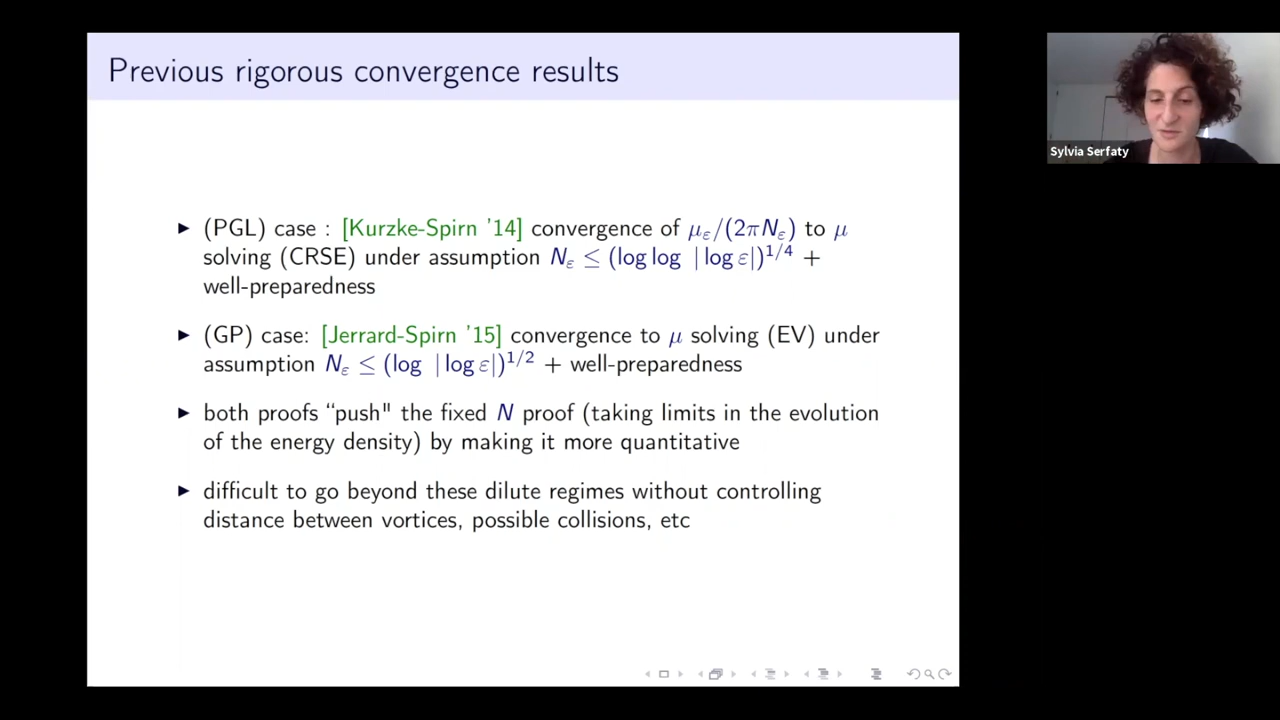 Previous rigorous convergence results
Sylvia Serfaty
▶ (PGL) case : [Kurzke-Spirn '14] convergence of μ_ε/(2πN_ε) to μ
solving (CRSE) under assumption N_ε ≤ (log log |log ε|)^{1/4} +
well-preparedness
▶ (GP) case: [Jerrard-Spirn '15] convergence to μ solving (EV) under
assumption N_ε ≤ (log |log ε|)^{1/2} + well-preparedness
▶ both proofs “push" the fixed N proof (taking limits in the evolution
of the energy density) by making it more quantitative
▶ difficult to go beyond these dilute regimes without controlling
distance between vortices, possible collisions, etc